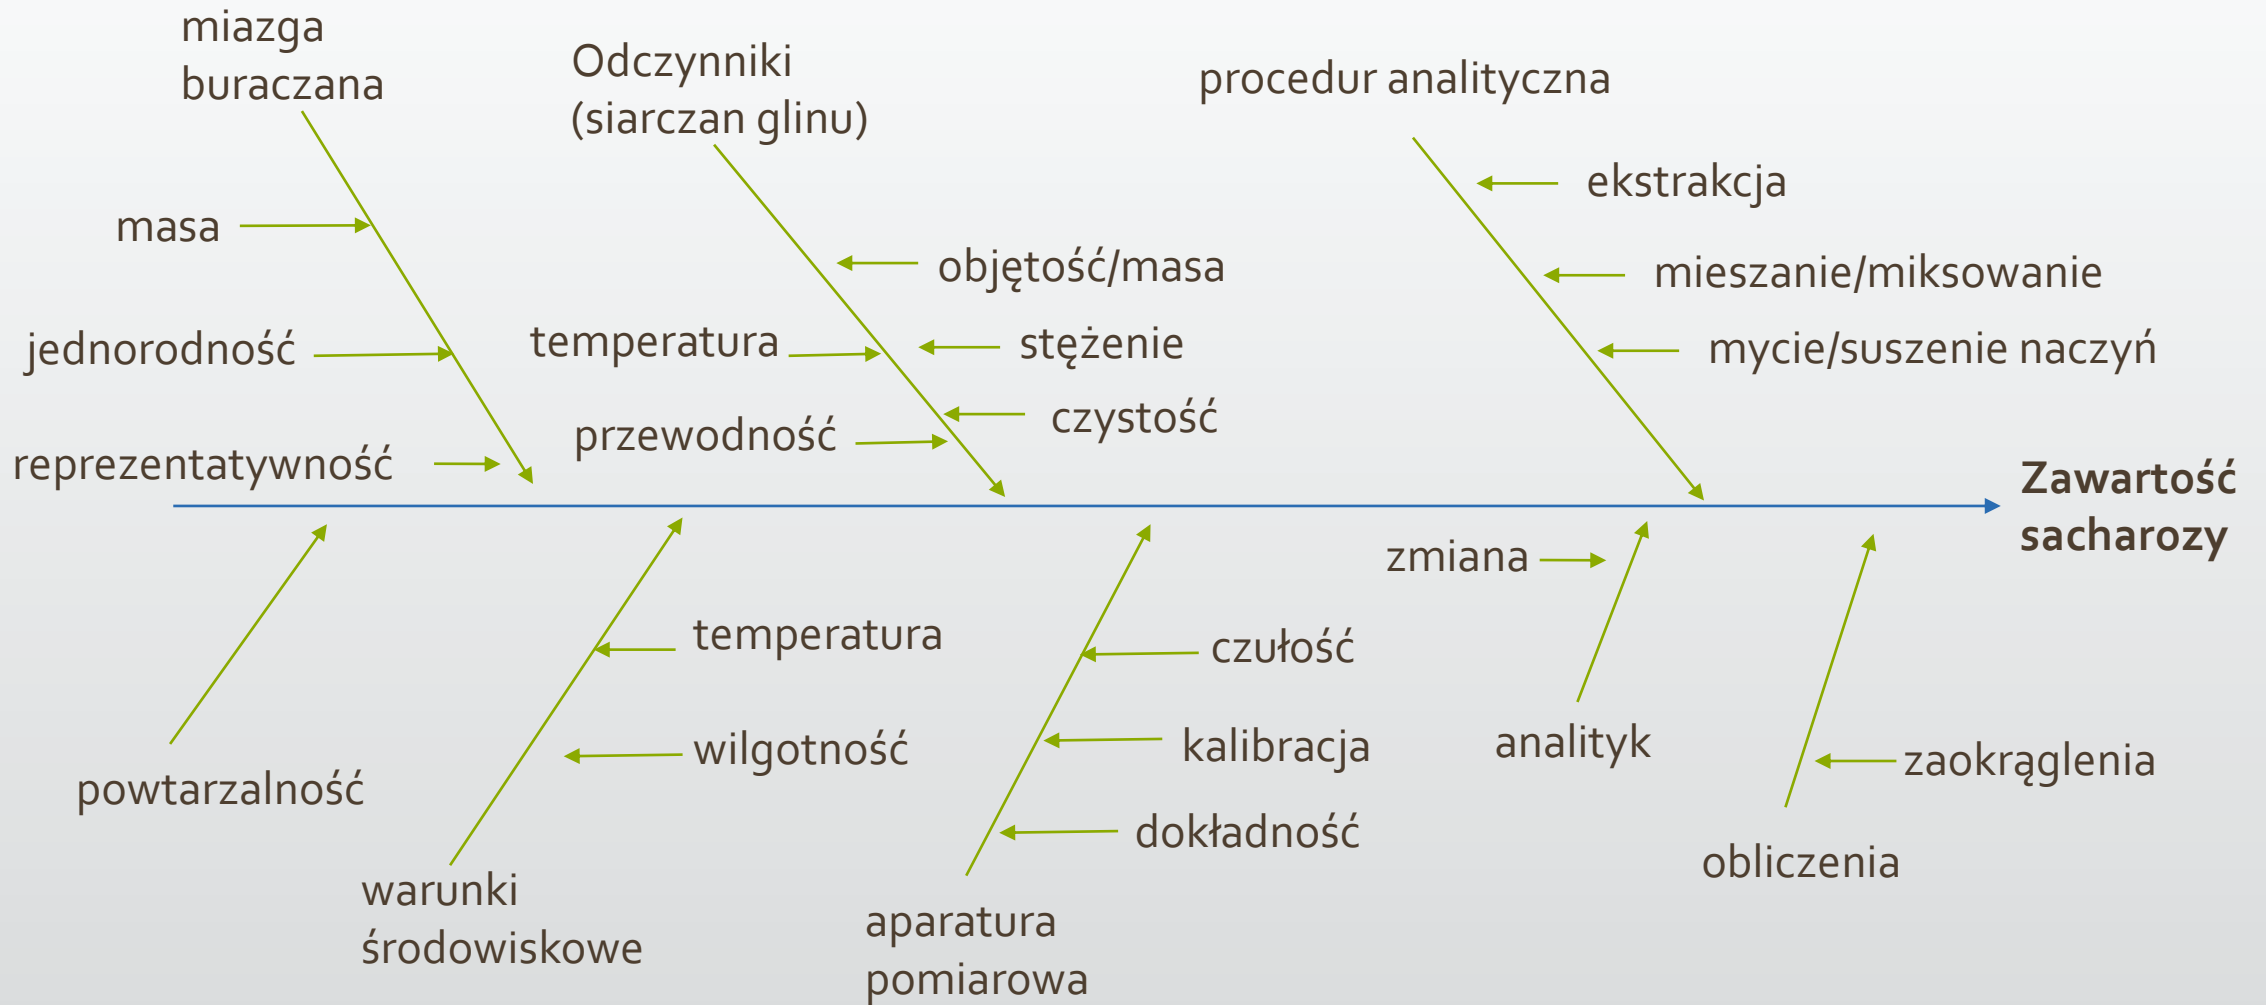 miazga
buraczana
Odczynniki
(siarczan glinu)
procedur analityczna
masa
jednorodność
reprezentatywność
objętość/masa
temperatura
stężenie
czystość
przewodność
ekstrakcja
mieszanie/miksowanie
mycie/suszenie naczyń
Zawartość
sacharozy
powtarzalność
temperatura
wilgotność
warunki
środowiskowe
czułość
kalibracja
dokładność
aparatura
pomiarowa
zmiana
analityk
zaokrąglenia
obliczenia